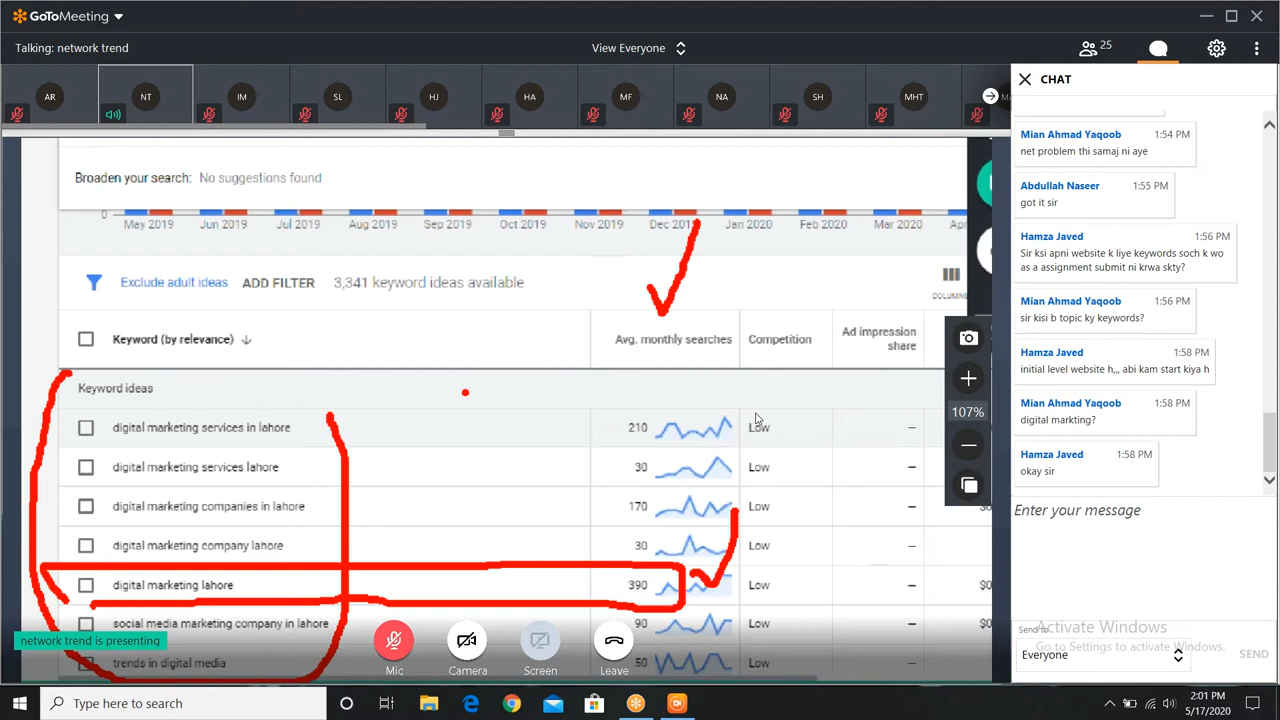 GoToMeeting
Talking: network trend
View Everyone
25
AR
NT
IM
SL
HJ
HA
MF
NA
SH
MHT
Broaden your search: No suggestions found
0
May 2019 Jun 2019 Jul 2019 Aug 2019 Sep 2019 Oct 2019 Nov 2019 Dec 2019 Jan 2020 Feb 2020 Mar 2020
Exclude adult ideas ADD FILTER 3,341 keyword ideas available
Keyword (by relevance) Avg. monthly searches Competition Ad impression share
Keyword ideas
digital marketing services in lahore 210 Low –
digital marketing services lahore 30 Low –
digital marketing companies in lahore 170 Low –
digital marketing company lahore 30 Low –
digital marketing lahore 390 Low – $0
social media marketing company in lahore 90 Low –
trends in digital media 50 Low –
107%
network trend is presenting
Mic
Camera
Screen
Leave
CHAT
Mian Ahmad Yaqoob 1:54 PM
net problem thi samaj ni aye
Abdullah Naseer 1:55 PM
got it sir
Hamza Javed 1:56 PM
Sir ksi apni website k liye keywords soch k wo
as a assignment submit ni krwa skty?
Mian Ahmad Yaqoob 1:56 PM
sir kisi b topic ky keywords?
Hamza Javed 1:58 PM
initial level website h,,, abi kam start kiya h
Mian Ahmad Yaqoob 1:58 PM
digital markting?
Hamza Javed 1:58 PM
okay sir
Enter your message
Send to
Everyone
SEND
Activate Windows
Go to Settings to activate Windows.
Type here to search
2:01 PM
5/17/2020